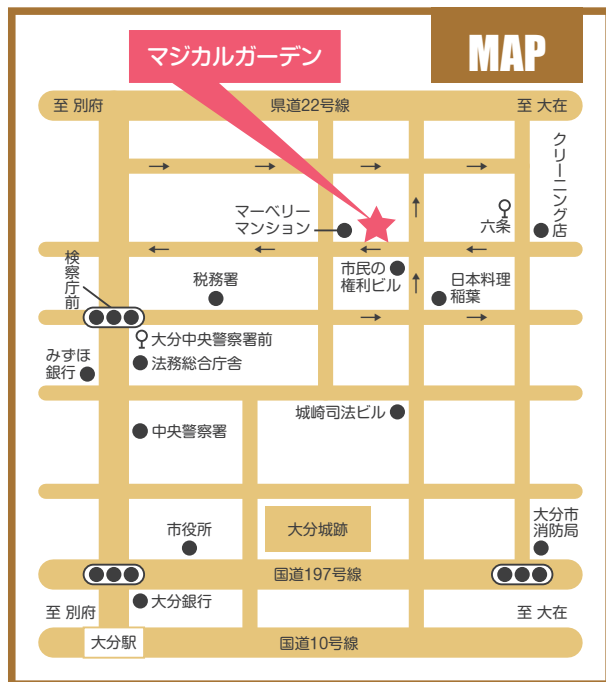 MAP
マジカルガーデン
至 別府
県道22号線
至 大在
クリーニング店
六条
マーベリー
マンション
検察庁前
税務署
市民の
権利ビル
日本料理
稲葉
大分中央警察署前
みずほ
銀行
法務総合庁舎
城崎司法ビル
中央警察署
市役所
大分城跡
大分市
消防局
国道197号線
大分銀行
至 別府
至 大在
大分駅
国道10号線